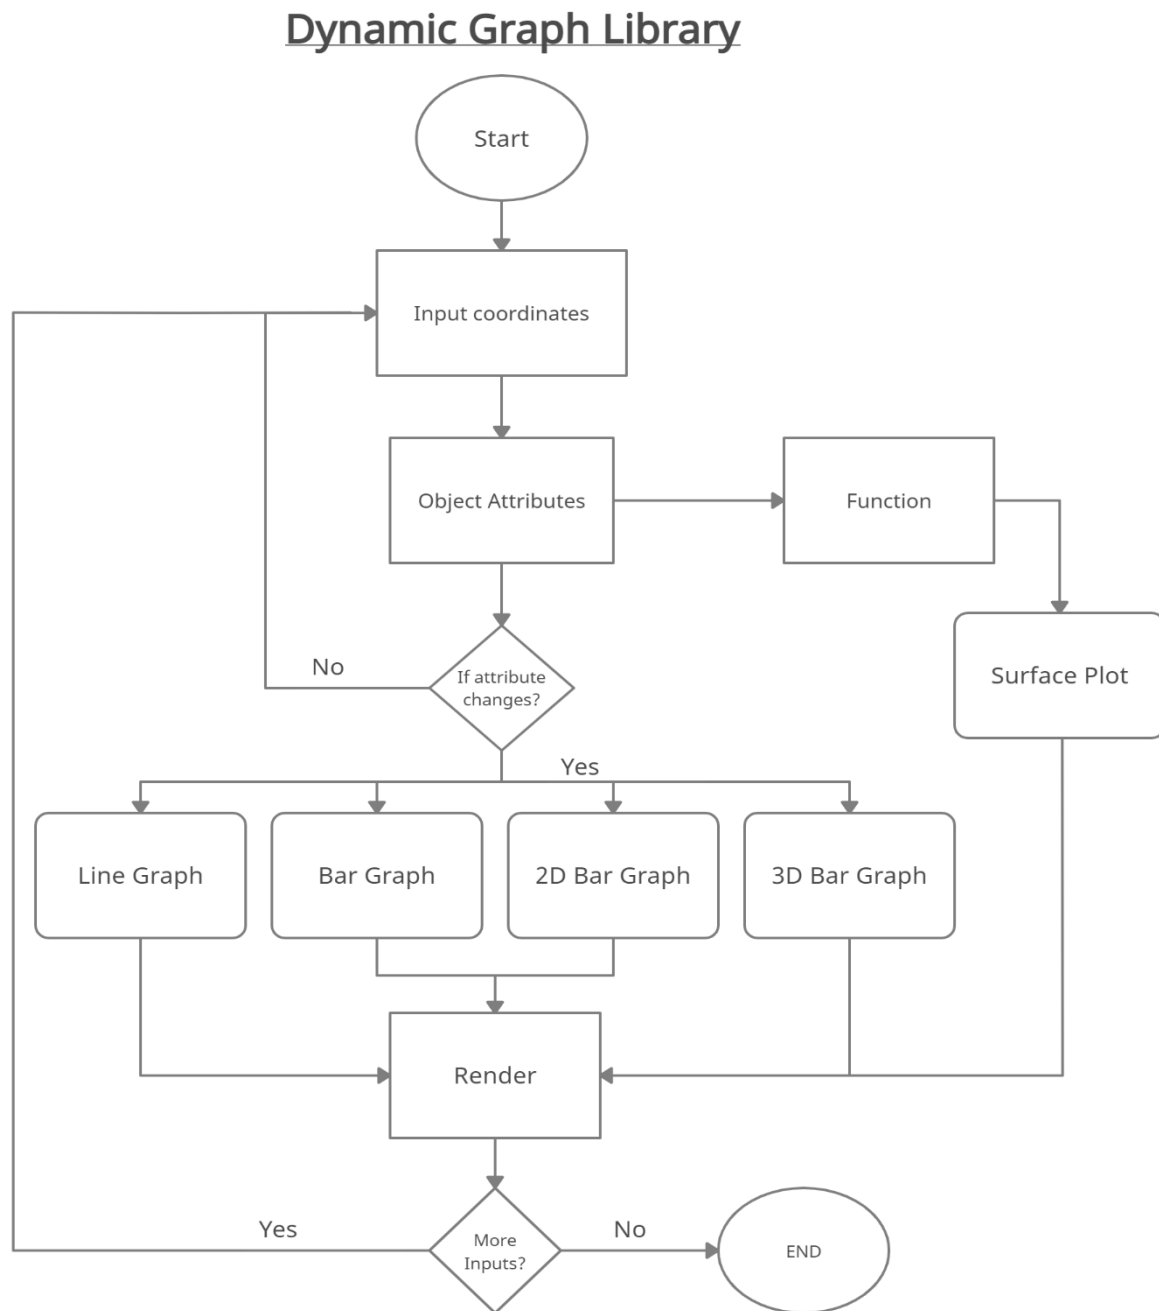 Dynamic Graph Library
Start
Input coordinates
Object Attributes
Function
No
If attribute
changes?
Surface Plot
Yes
Line Graph
Bar Graph
2D Bar Graph
3D Bar Graph
Render
Yes
More
Inputs?
No
END